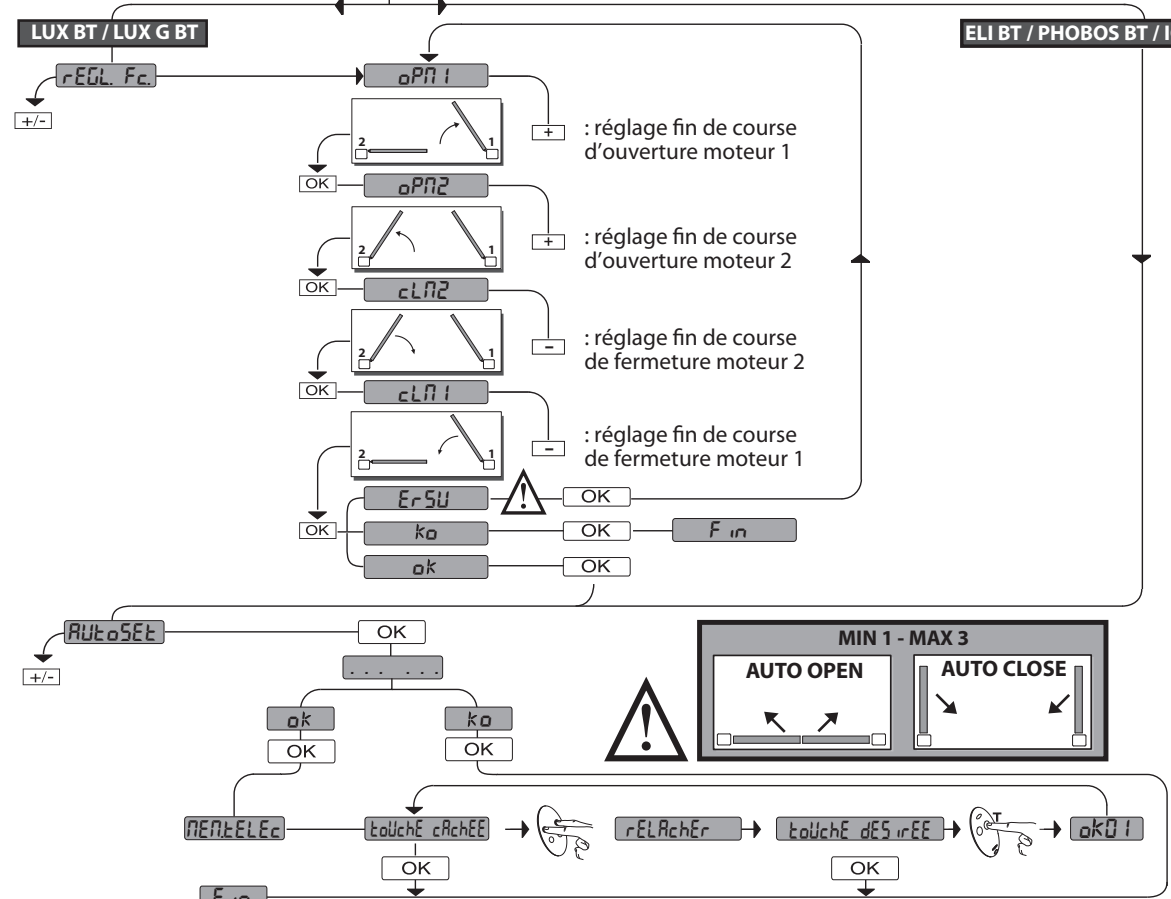 LUX BT / LUX G BT
ELI BT / PHOBOS BT /
rEGL. Fc.
+/-
oPM1
+
: réglage fin de course
d'ouverture moteur 1
2
1
OK
oPM2
+
: réglage fin de course
d'ouverture moteur 2
2
1
OK
cLM2
–
: réglage fin de course
de fermeture moteur 2
2
1
OK
cLM1
–
: réglage fin de course
de fermeture moteur 1
2
1
ErSU
!
OK
OK
ko
OK
Fin
ok
OK
AUtoSEt
OK
+/-
... ...
MIN 1 - MAX 3
AUTO OPEN
AUTO CLOSE
!
ok
ko
OK
OK
MEM.tELEc
toUchE cAchEE
rELAchEr
toUchE dESirEE
T
ok01
OK
OK
Fin